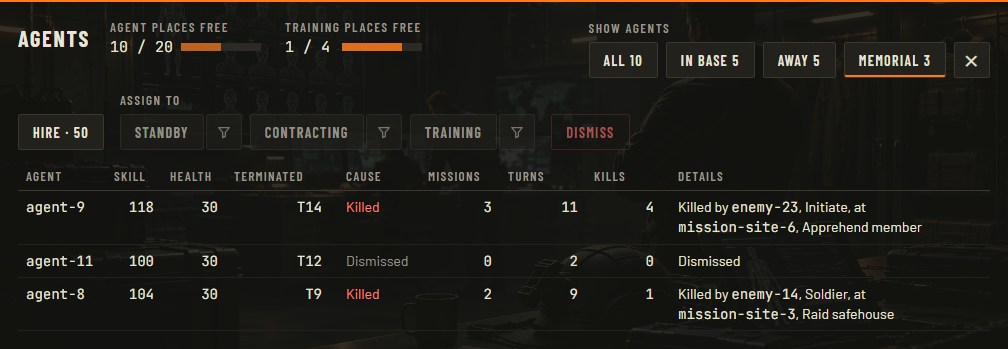 AGENTS
AGENT PLACES FREE
10 / 20
TRAINING PLACES FREE
1 / 4
SHOW AGENTS
ALL 10
IN BASE 5
AWAY 5
MEMORIAL 3
✕
ASSIGN TO
HIRE · 50
STANDBY
CONTRACTING
TRAINING
DISMISS
AGENT SKILL HEALTH TERMINATED CAUSE MISSIONS TURNS KILLS DETAILS
agent-9 118 30 T14 Killed 3 11 4 Killed by enemy-23, Initiate, at
mission-site-6, Apprehend member
agent-11 100 30 T12 Dismissed 0 2 0 Dismissed
agent-8 104 30 T9 Killed 2 9 1 Killed by enemy-14, Soldier, at
mission-site-3, Raid safehouse